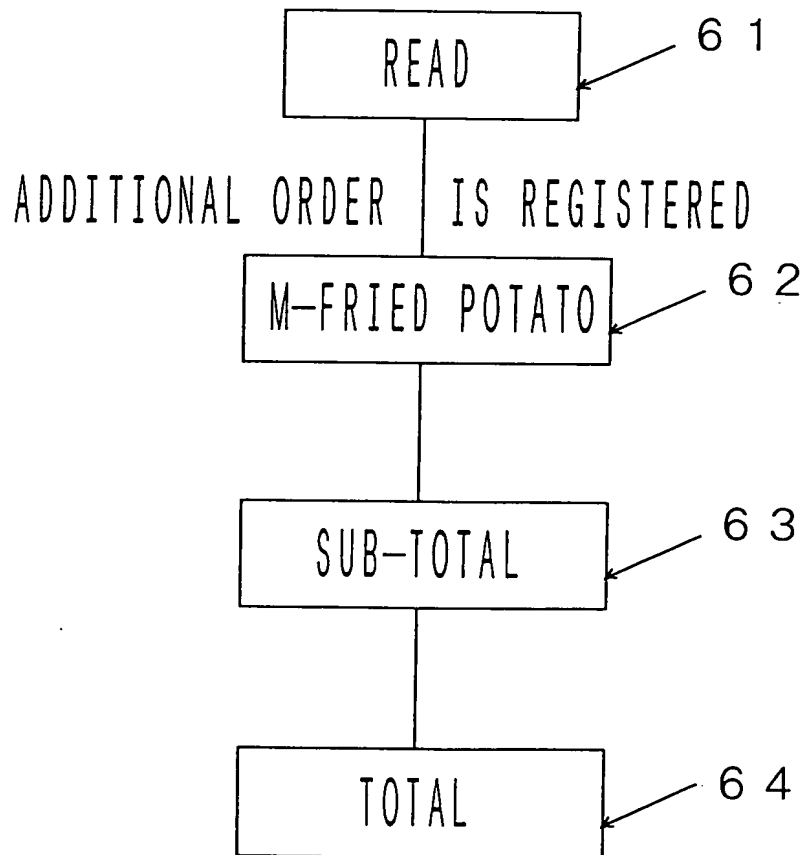 READ
61
ADDITIONAL ORDER IS REGISTERED
M-FRIED POTATO
62
SUB-TOTAL
63
TOTAL
64